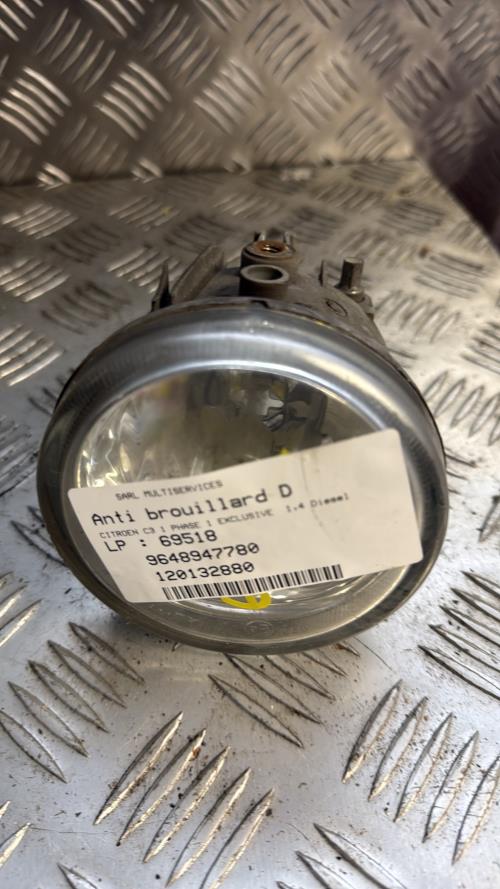 SARL MULTISERVICES
Anti brouillard D
CITROEN C3 1 PHASE 1 EXCLUSIVE 1.4 Diesel
LP : 69518
9648947780
120132880